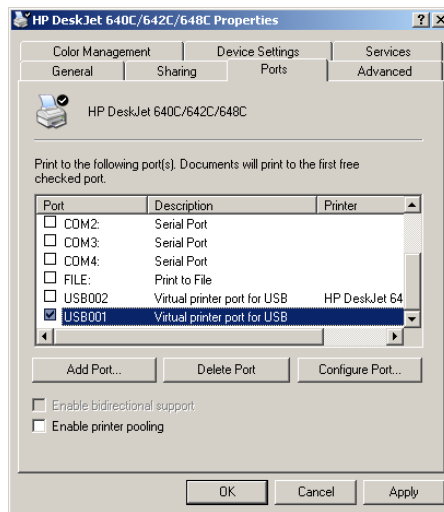 HP DeskJet 640C/642C/648C Properties
Color Management Device Settings Services
General Sharing Ports Advanced
HP DeskJet 640C/642C/648C
Print to the following port(s). Documents will print to the first free
checked port.
Port Description Printer
COM2: Serial Port
COM3: Serial Port
COM4: Serial Port
FILE: Print to File
USB002 Virtual printer port for USB HP DeskJet 64
USB001 Virtual printer port for USB
Add Port... Delete Port Configure Port...
Enable bidirectional support
Enable printer pooling
OK Cancel Apply